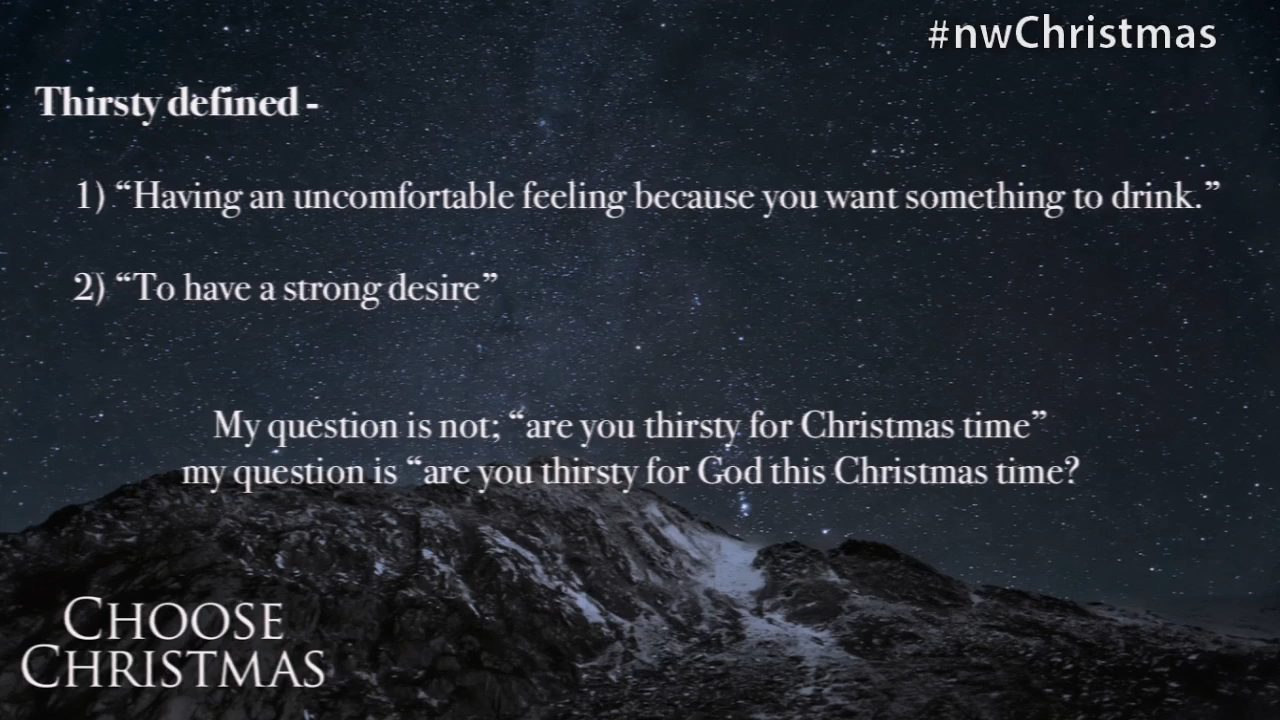 #nwChristmas
Thirsty defined -
1) “Having an uncomfortable feeling because you want something to drink.”
2) “To have a strong desire”
My question is not; “are you thirsty for Christmas time”
my question is “are you thirsty for God this Christmas time?
CHOOSE
CHRISTMAS